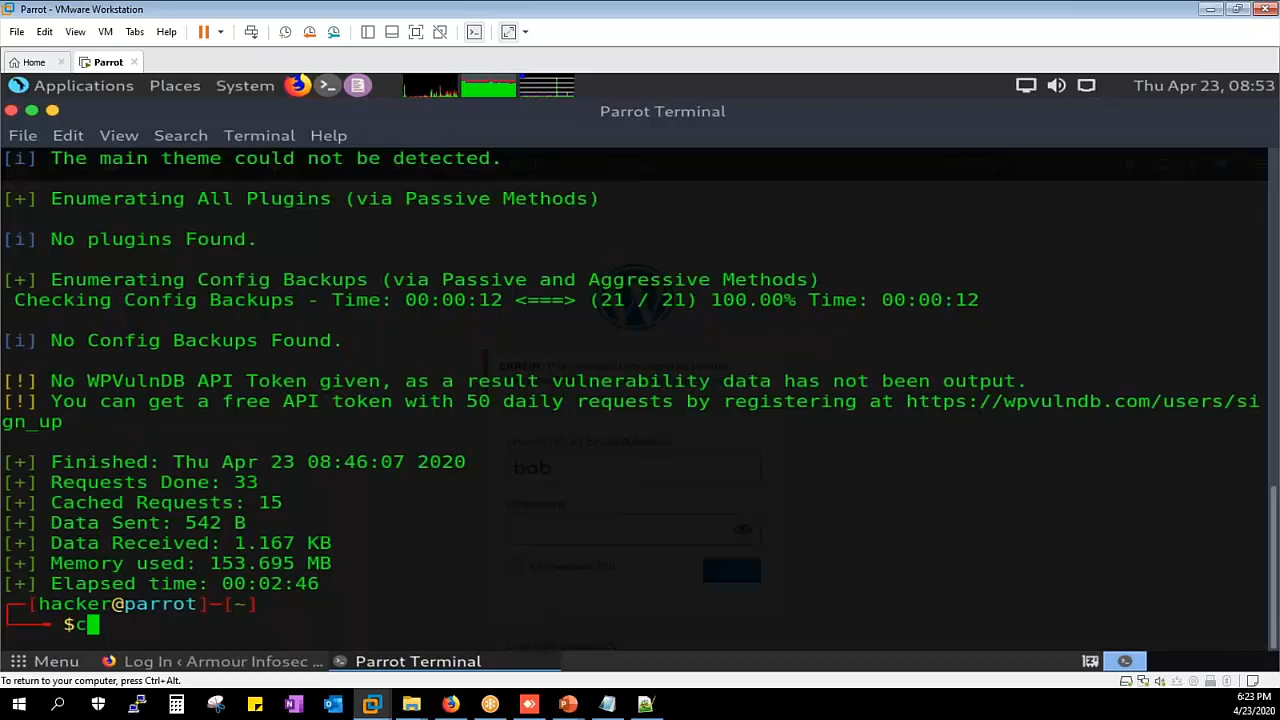 Parrot - VMware Workstation
File Edit View VM Tabs Help
Home Parrot
Applications Places System Thu Apr 23, 08:53
Parrot Terminal
File Edit View Search Terminal Help
[i] The main theme could not be detected.
[+] Enumerating All Plugins (via Passive Methods)
[i] No plugins Found.
[+] Enumerating Config Backups (via Passive and Aggressive Methods)
Checking Config Backups - Time: 00:00:12 <===> (21 / 21) 100.00% Time: 00:00:12
[i] No Config Backups Found.
[!] No WPVulnDB API Token given, as a result vulnerability data has not been output.
[!] You can get a free API token with 50 daily requests by registering at https://wpvulndb.com/users/si
gn_up
bob
[+] Finished: Thu Apr 23 08:46:07 2020
[+] Requests Done: 33
[+] Cached Requests: 15
[+] Data Sent: 542 B
[+] Data Received: 1.167 KB
[+] Memory used: 153.695 MB
[+] Elapsed time: 00:02:46
[hacker@parrot]─[~]
$c
Menu Log In ‹ Armour Infosec ... Parrot Terminal
To return to your computer, press Ctrl+Alt.
6:23 PM
4/23/2020